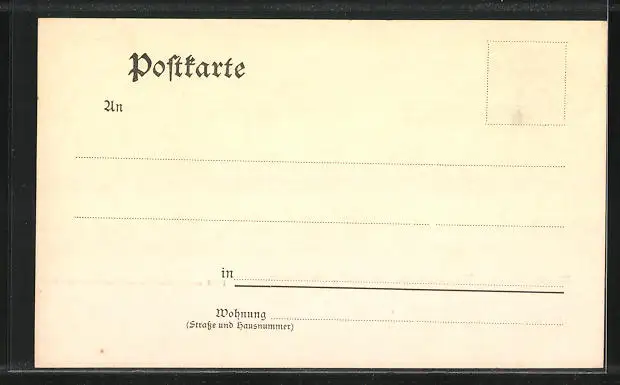 Postkarte
An
in
Wohnung
(Straße und Hausnummer)